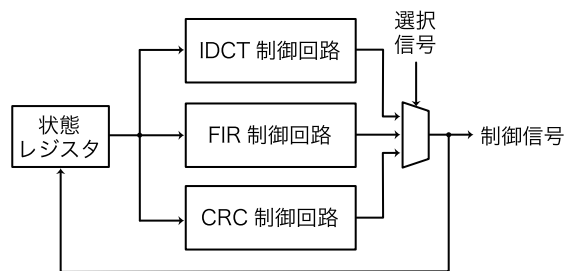 選択
信号
IDCT 制御回路
状態
レジスタ
FIR 制御回路
制御信号
CRC 制御回路